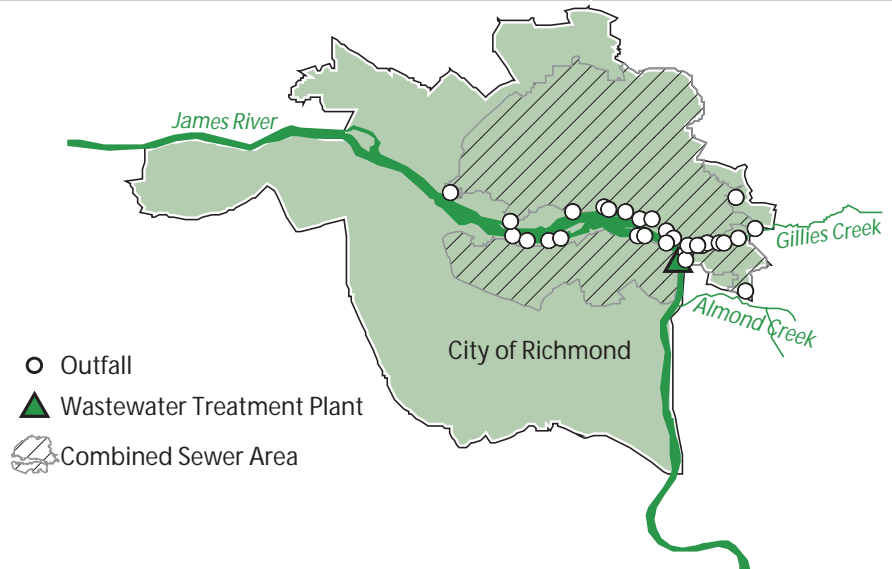 James River
Gillies Creek
Almond Creek
City of Richmond
Outfall
Wastewater Treatment Plant
Combined Sewer Area